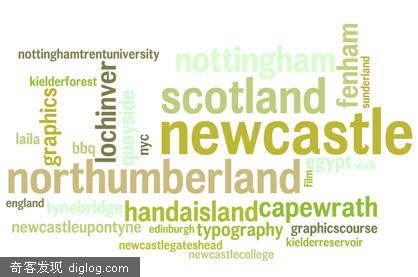 nottinghamtrentuniversity
nottingham
fenham
sunderland
kielderforest
lochinver
scotland
graphics
quayside
nyc
newcastle
laila
bbq
egypt
walk
northumberland
film
england
tynebridge
handaisland
capewrath
newcastleupontyne
edinburgh
typography
graphicscourse
newcastlegateshead
kielderreservoir
newcastlecollege
奇客发现 diglog.com